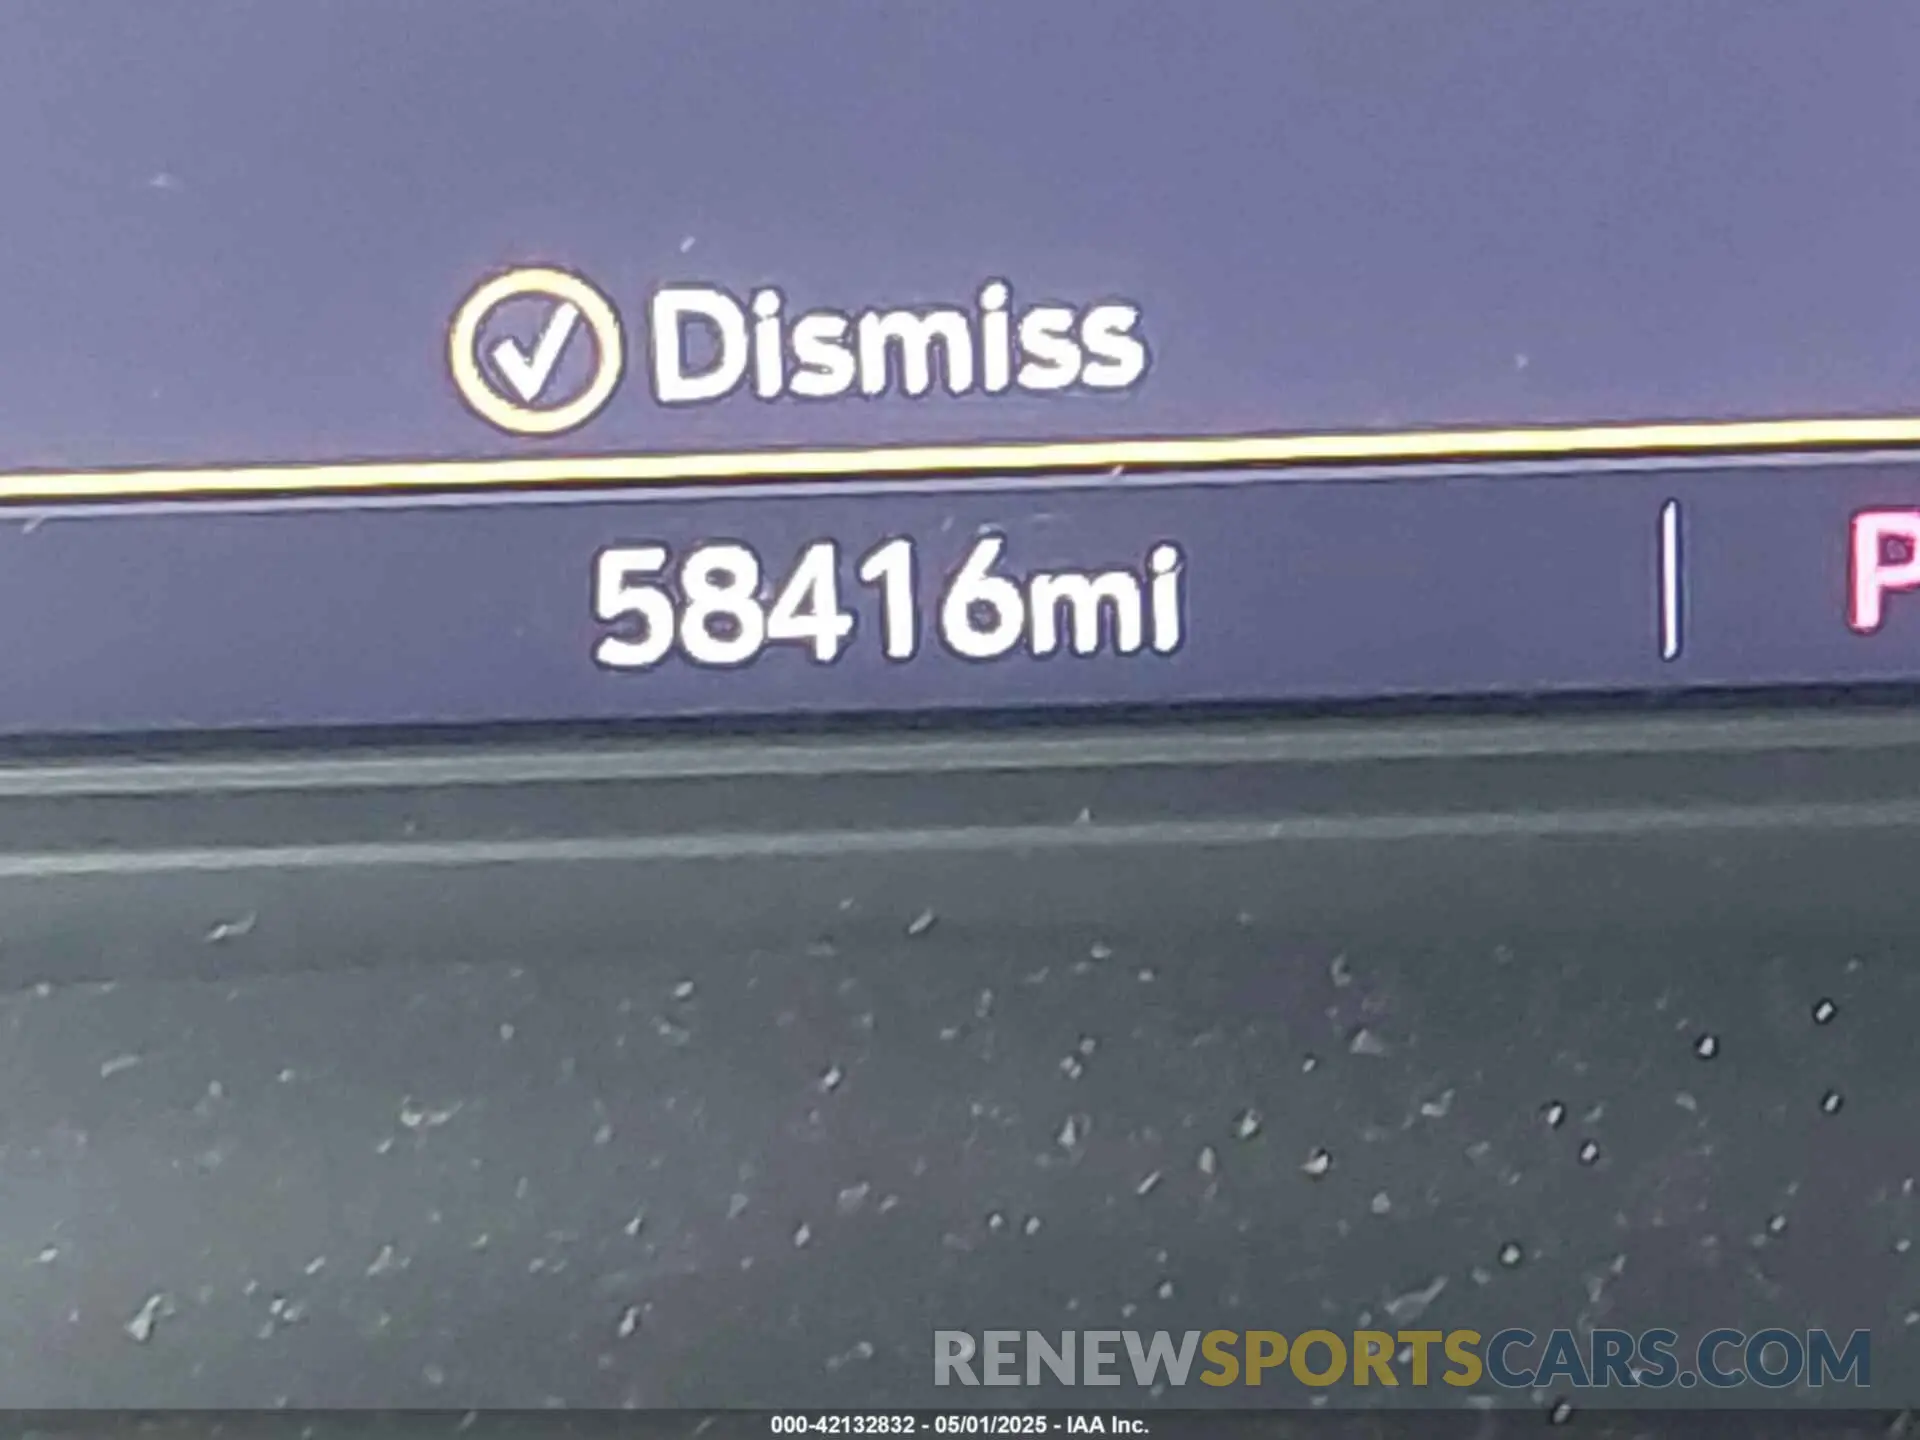 Dismiss
58416mi
P
RENEWSPORTSCARS.COM
000-42132832 - 05/01/2025 - IAA Inc.